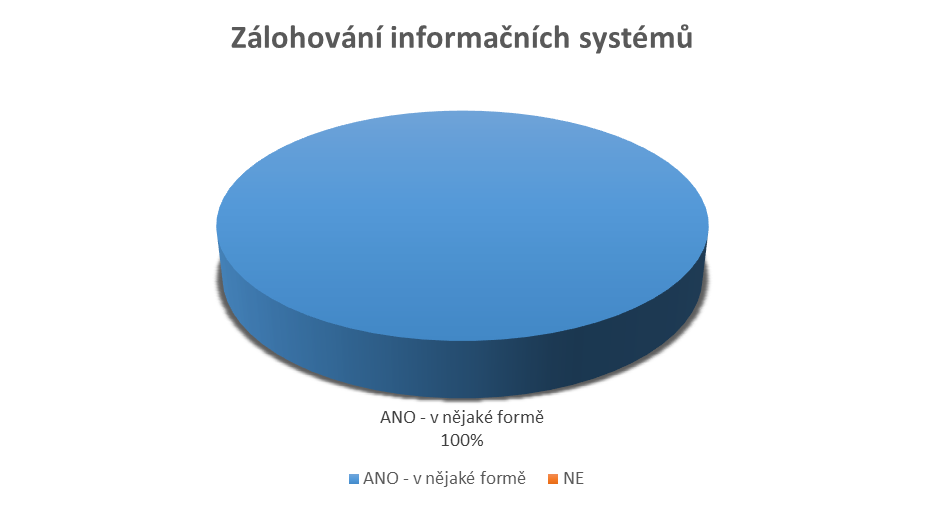 Zálohování informačních systémů
ANO - v nějaké formě
100%
ANO - v nějaké formě NE